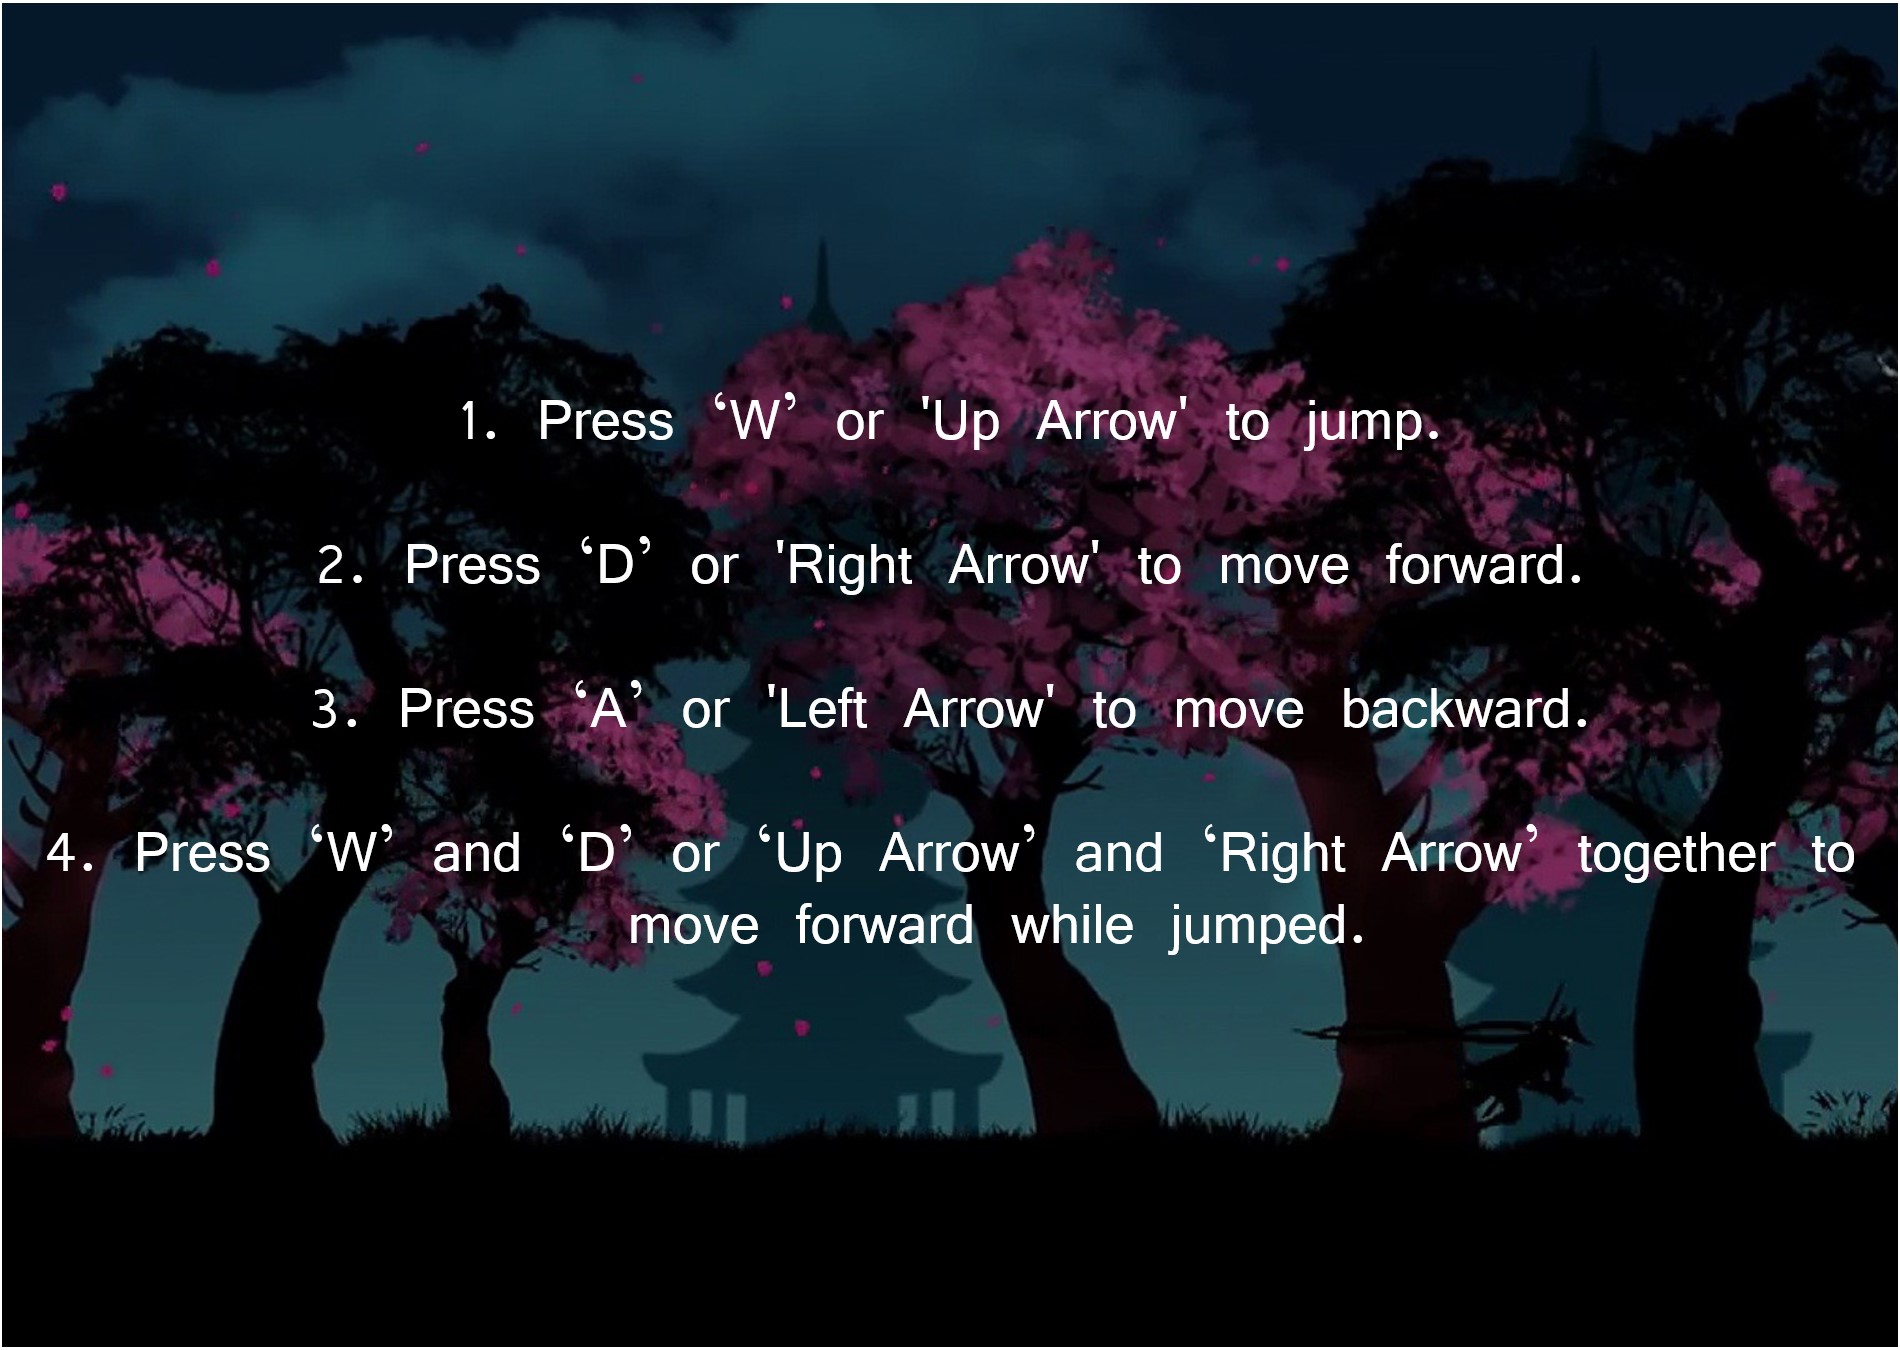 1. Press ‘W’ or 'Up Arrow' to jump.
2. Press ‘D’ or 'Right Arrow' to move forward.
3. Press ‘A’ or 'Left Arrow' to move backward.
4. Press ‘W’ and ‘D’ or ‘Up Arrow’ and ‘Right Arrow’ together to
move forward while jumped.